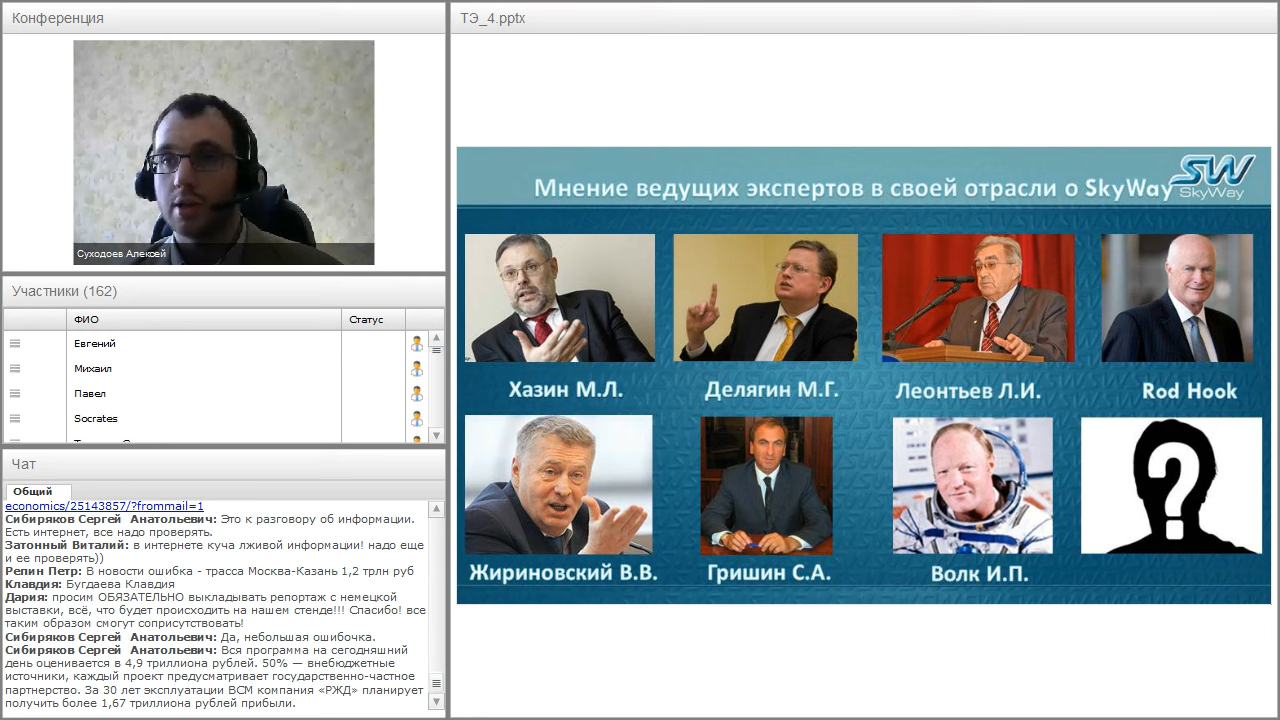 Конференция
Суходоев Алексей
Участники (162)
ФИО
Статус
Евгений
Михаил
Павел
Socrates
Чат
Общий
economics/25143857/?frommail=1
Сибиряков Сергей Анатольевич: Это к разговору об информации.
Есть интернет, все надо проверять.
Затонный Виталий: в интернете куча лживой информации! надо еще
и ее проверять))
Репин Петр: В новости ошибка - трасса Москва-Казань 1,2 трлн руб
Клавдия: Бугдаева Клавдия
Дария: просим ОБЯЗАТЕЛЬНО выкладывать репортаж с немецкой
выставки, всё, что будет происходить на нашем стенде!!! Спасибо! все
таким образом смогут соприсутствовать!
Сибиряков Сергей Анатольевич: Да, небольшая ошибочка.
Сибиряков Сергей Анатольевич: Вся программа на сегодняшний
день оценивается в 4,9 триллиона рублей. 50% — внебюджетные
источники, каждый проект предусматривает государственно-частное
партнерство. За 30 лет эксплуатации ВСМ компания «РЖД» планирует
получить более 1,67 триллиона рублей прибыли.
ТЭ_4.pptx
Мнение ведущих экспертов в своей отрасли о SkyWay
SW
SkyWay
Хазин М.Л.
Делягин М.Г.
Леонтьев Л.И.
Rod Hook
Жириновский В.В.
Гришин С.А.
Волк И.П.
?